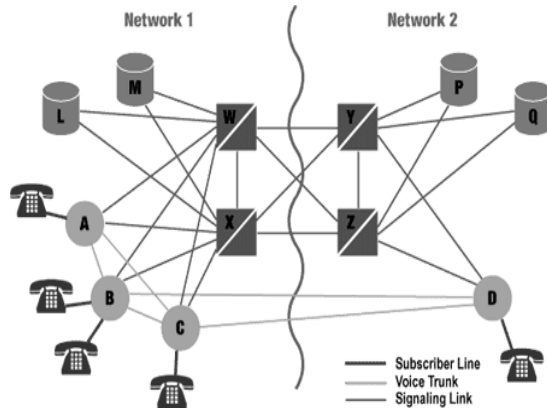 Network 1
Network 2
M
P
L
W
Y
Q
A
X
Z
B
D
C
Subscriber Line
Voice Trunk
Signaling Link